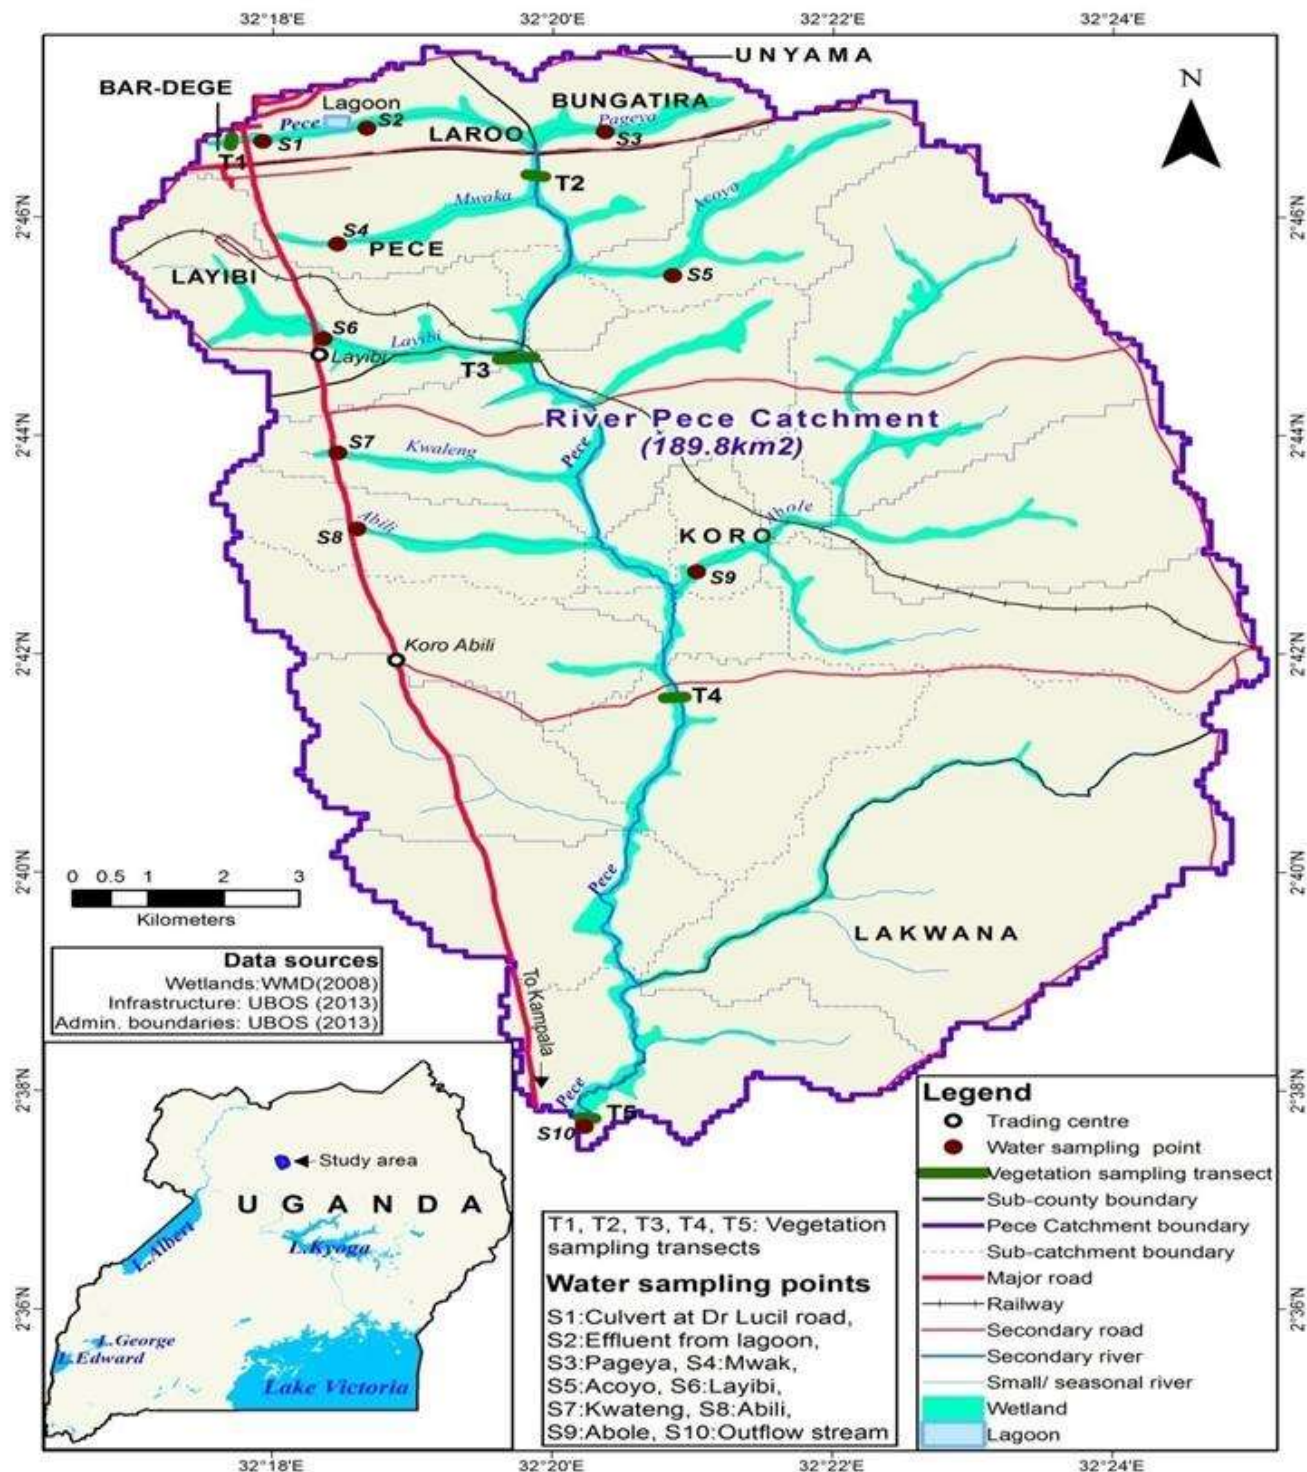 32°18'E
32°20'E
32°22'E
32°24'E
UNYAMA
N
BAR-DEGE
Lagoon
BUNGATIRA
Pece
S2
Pageya
LAROO
S1
S3
T1
T2
Acoya
Mwaka
2°46'N
2°46'N
S4
PECE
LAYIBI
S5
S6
Layibi
Layibi
T3
River Pece Catchment
(189.8km2)
2°44'N
2°44'N
S7
Kwaleng
Pece
Abili
Abole
S8
KORO
S9
Koro Abili
2°42'N
2°42'N
T4
2°40'N
2°40'N
Pece
0 0.5 1 2 3
Kilometers
LAKWANA
Data sources
Wetlands:WMD(2008)
Infrastructure: UBOS (2013)
Admin. boundaries: UBOS (2013)
To Kampala
2°38'N
2°38'N
Pece
T5
S10
Study area
UGANDA
L.Albert
L.Kyoga
L.George
L.Edward
Lake Victoria
2°36'N
2°36'N
T1, T2, T3, T4, T5: Vegetation
sampling transects
Water sampling points
S1:Culvert at Dr Lucil road,
S2:Effluent from lagoon,
S3:Pageya, S4:Mwak,
S5:Acoyo, S6:Layibi,
S7:Kwateng, S8:Abili,
S9:Abole, S10:Outflow stream
Legend
Trading centre
Water sampling point
Vegetation sampling transect
Sub-county boundary
Pece Catchment boundary
Sub-catchment boundary
Major road
Railway
Secondary road
Secondary river
Small/ seasonal river
Wetland
Lagoon
32°18'E
32°20'E
32°22'E
32°24'E